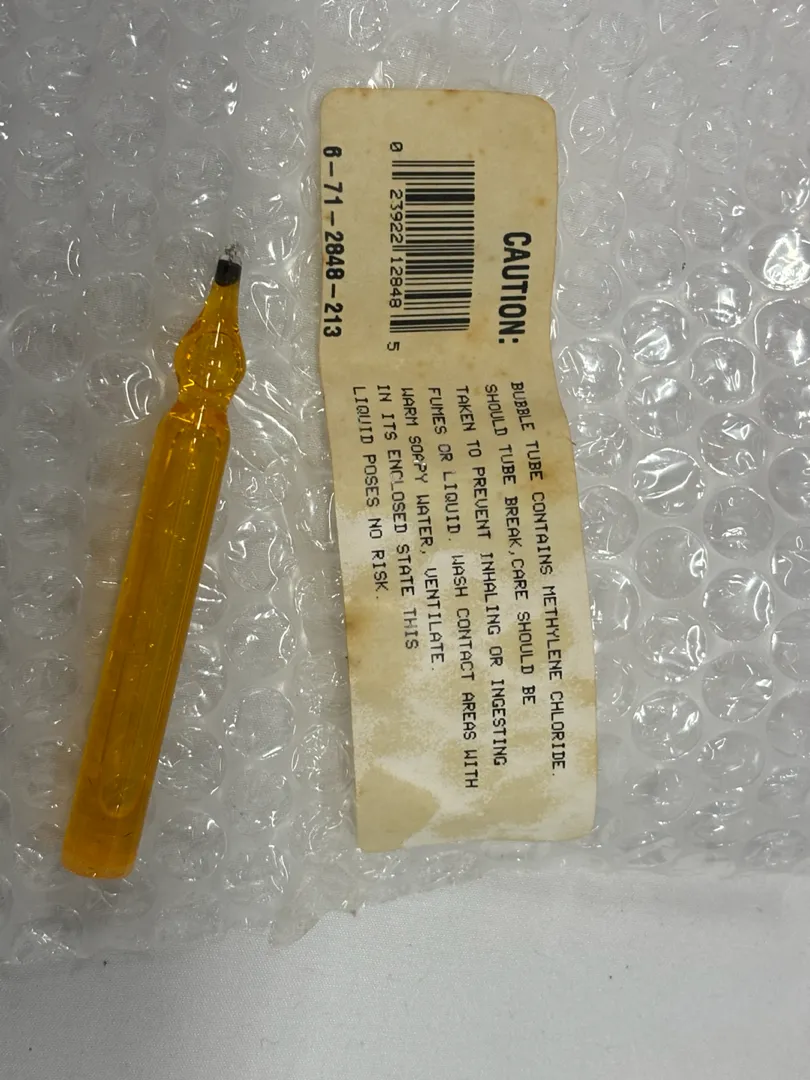 CAUTION:
BUBBLE TUBE CONTAINS METHYLENE CHLORIDE.
SHOULD TUBE BREAK,CARE SHOULD BE
TAKEN TO PREVENT INHALING OR INGESTING
FUMES OR LIQUID. WASH CONTACT AREAS WITH
WARM SOAPY WATER, VENTILATE.
IN ITS ENCLOSED STATE THIS
LIQUID POSES NO RISK.
0 23922 12848 5
6-71-2848-213